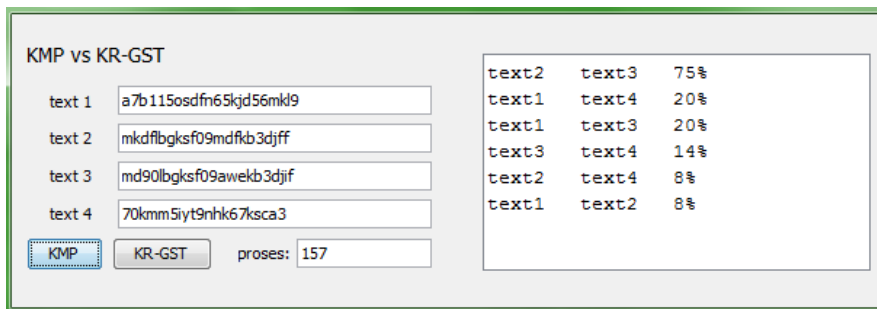 KMP vs KR-GST
text 1 a7b115osdfn65kjd56mkl9
text 2 mkdflbgksf09mdfkb3djff
text 3 md90lbgksf09awekb3djif
text 4 70kmm5iyt9nhk67ksca3
KMP KR-GST proses: 157
text2 text3 75%
text1 text4 20%
text1 text3 20%
text3 text4 14%
text2 text4 8%
text1 text2 8%